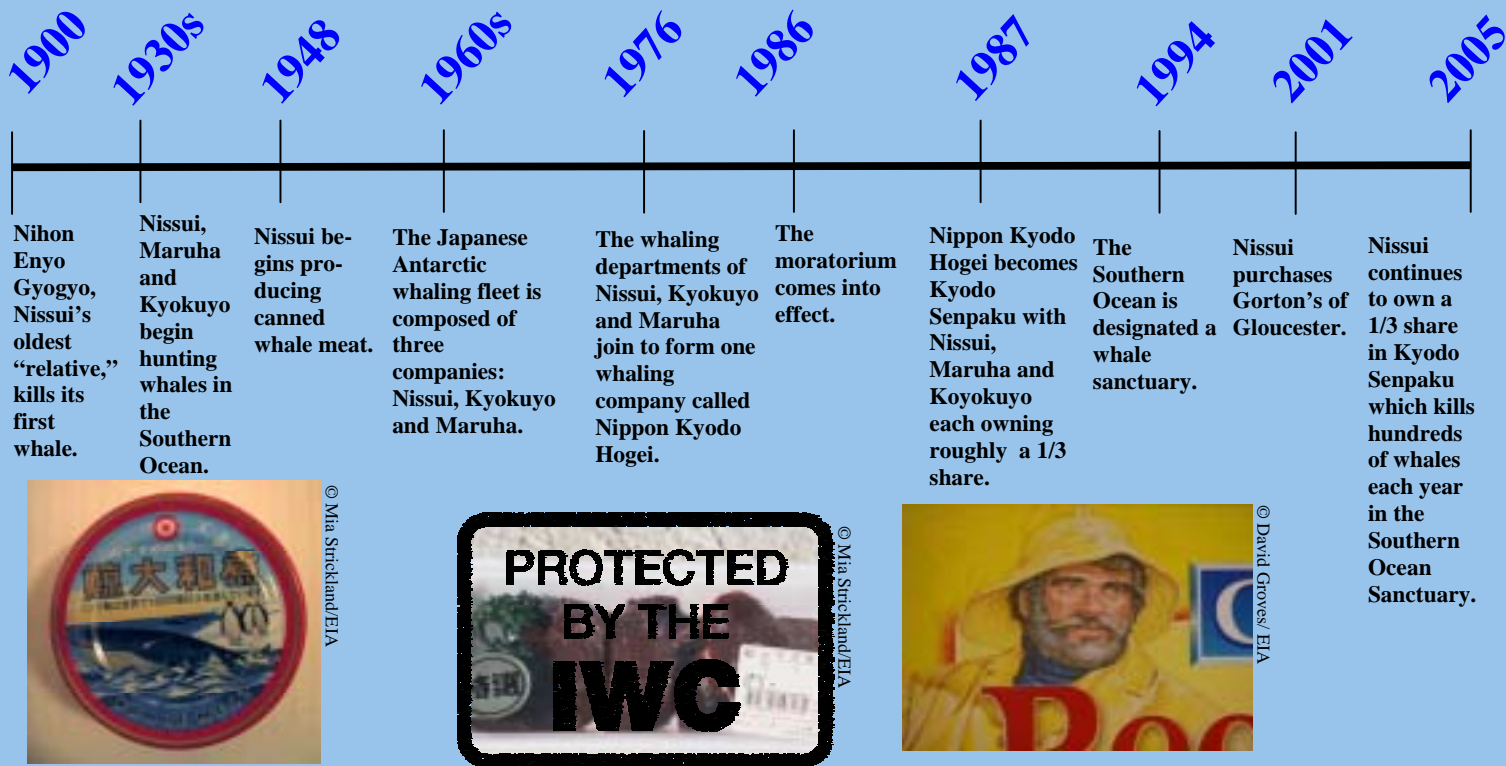 1900
1930s
1948
1960s
1976
1986
1987
1994
2001
2005
Nihon
Enyo
Gyogyo,
Nissui’s
oldest
“relative,”
kills its
first
whale.
Nissui,
Maruha
and
Kyokuyo
begin
hunting
whales in
the
Southern
Ocean.
Nissui be-
gins pro-
ducing
canned
whale meat.
The Japanese
Antarctic
whaling fleet is
composed of
three
companies:
Nissui, Kyokuyo
and Maruha.
The whaling
departments of
Nissui, Kyokuyo
and Maruha
join to form one
whaling
company called
Nippon Kyodo
Hogei.
The
moratorium
comes into
effect.
Nippon Kyodo
Hogei becomes
Kyodo
Senpaku with
Nissui,
Maruha and
Koyokuyo
each owning
roughly a 1/3
share.
The
Southern
Ocean is
designated a
whale
sanctuary.
Nissui
purchases
Gorton’s of
Gloucester.
Nissui
continues
to own a
1/3 share
in Kyodo
Senpaku
which kills
hundreds
of whales
each year
in the
Southern
Ocean
Sanctuary.
© Mia Strickland/EIA
PROTECTED
BY THE
IWC
© Mia Strickland/EIA
© David Groves/ EIA